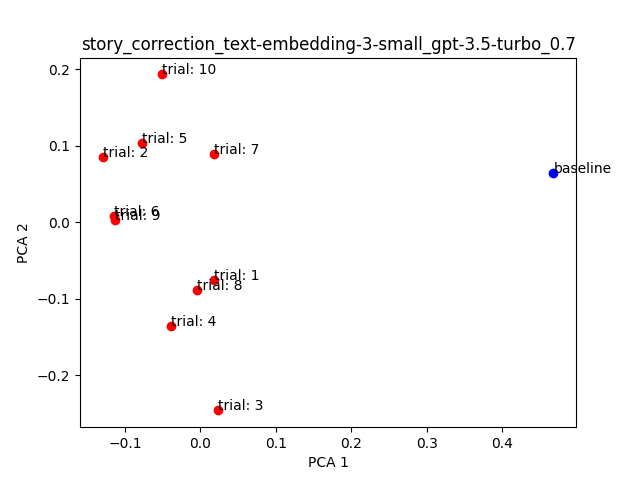 story_correction_text-embedding-3-small_gpt-3.5-turbo_0.7
0.2
0.1
0.0
−0.1
−0.2
PCA 2
trial: 10
trial: 5
trial: 2
trial: 7
baseline
trial: 6
trial: 9
trial: 1
trial: 8
trial: 4
trial: 3
−0.1
0.0
0.1
0.2
0.3
0.4
PCA 1